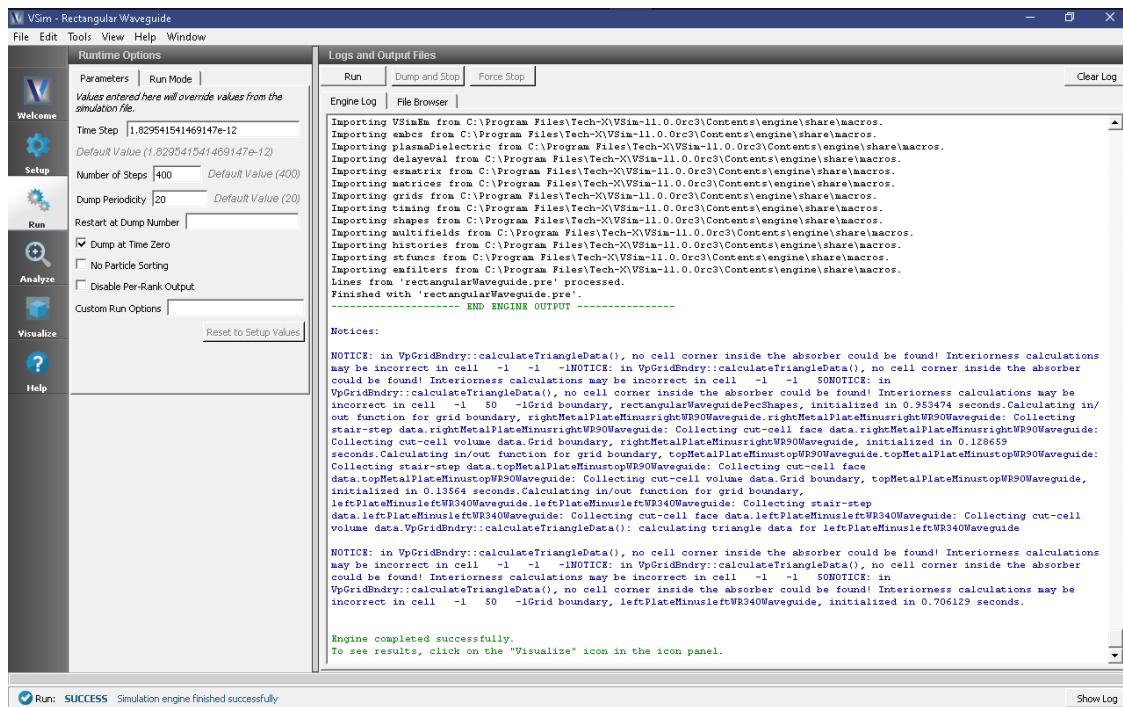 VSim - Rectangular Waveguide
File Edit Tools View Help Window
Welcome
Setup
Run
Analyze
Visualize
Help
Runtime Options
Parameters Run Mode
Values entered here will override values from the
simulation file.
Time Step 1.829541541469147e-12
Default Value (1.829541541469147e-12)
Number of Steps 400 Default Value (400)
Dump Periodicity 20 Default Value (20)
Restart at Dump Number
Dump at Time Zero
No Particle Sorting
Disable Per-Rank Output
Custom Run Options
Reset to Setup Values
Logs and Output Files
Run Dump and Stop Force Stop Clear Log
Engine Log File Browser
Importing VSimEm from C:\Program Files\Tech-X\VSim-11.0.0rc3\Contents\engine\share\macros.
Importing embcs from C:\Program Files\Tech-X\VSim-11.0.0rc3\Contents\engine\share\macros.
Importing plasmaDielectric from C:\Program Files\Tech-X\VSim-11.0.0rc3\Contents\engine\share\macros.
Importing delayeval from C:\Program Files\Tech-X\VSim-11.0.0rc3\Contents\engine\share\macros.
Importing esmatrix from C:\Program Files\Tech-X\VSim-11.0.0rc3\Contents\engine\share\macros.
Importing matrices from C:\Program Files\Tech-X\VSim-11.0.0rc3\Contents\engine\share\macros.
Importing grids from C:\Program Files\Tech-X\VSim-11.0.0rc3\Contents\engine\share\macros.
Importing timing from C:\Program Files\Tech-X\VSim-11.0.0rc3\Contents\engine\share\macros.
Importing shapes from C:\Program Files\Tech-X\VSim-11.0.0rc3\Contents\engine\share\macros.
Importing multifields from C:\Program Files\Tech-X\VSim-11.0.0rc3\Contents\engine\share\macros.
Importing histories from C:\Program Files\Tech-X\VSim-11.0.0rc3\Contents\engine\share\macros.
Importing stfuncs from C:\Program Files\Tech-X\VSim-11.0.0rc3\Contents\engine\share\macros.
Importing emfilters from C:\Program Files\Tech-X\VSim-11.0.0rc3\Contents\engine\share\macros.
Lines from 'rectangularWaveguide.pre' processed.
Finished with 'rectangularWaveguide.pre'.
--------------------- END ENGINE OUTPUT ----------------
Notices:
NOTICE: in VpGridBndry::calculateTriangleData(), no cell corner inside the absorber could be found! Interiorness calculations
may be incorrect in cell -1 -1 -1NOTICE: in VpGridBndry::calculateTriangleData(), no cell corner inside the absorber
could be found! Interiorness calculations may be incorrect in cell -1 -1 50NOTICE: in
VpGridBndry::calculateTriangleData(), no cell corner inside the absorber could be found! Interiorness calculations may be
incorrect in cell -1 50 -1Grid boundary, rectangularWaveguidePecShapes, initialized in 0.953474 seconds.Calculating in/
out function for grid boundary, rightMetalPlateMinusrightWR90Waveguide.rightMetalPlateMinusrightWR90Waveguide: Collecting
stair-step data.rightMetalPlateMinusrightWR90Waveguide: Collecting cut-cell face data.rightMetalPlateMinusrightWR90Waveguide:
Collecting cut-cell volume data.Grid boundary, rightMetalPlateMinusrightWR90Waveguide, initialized in 0.128659
seconds.Calculating in/out function for grid boundary, topMetalPlateMinustopWR90Waveguide.topMetalPlateMinustopWR90Waveguide:
Collecting stair-step data.topMetalPlateMinustopWR90Waveguide: Collecting cut-cell face
data.topMetalPlateMinustopWR90Waveguide: Collecting cut-cell volume data.Grid boundary, topMetalPlateMinustopWR90Waveguide,
initialized in 0.13564 seconds.Calculating in/out function for grid boundary,
leftPlateMinusleftWR340Waveguide.leftPlateMinusleftWR340Waveguide: Collecting stair-step
data.leftPlateMinusleftWR340Waveguide: Collecting cut-cell face data.leftPlateMinusleftWR340Waveguide: Collecting cut-cell
volume data.VpGridBndry::calculateTriangleData(): calculating triangle data for leftPlateMinusleftWR340Waveguide
NOTICE: in VpGridBndry::calculateTriangleData(), no cell corner inside the absorber could be found! Interiorness calculations
may be incorrect in cell -1 -1 -1NOTICE: in VpGridBndry::calculateTriangleData(), no cell corner inside the absorber
could be found! Interiorness calculations may be incorrect in cell -1 -1 50NOTICE: in
VpGridBndry::calculateTriangleData(), no cell corner inside the absorber could be found! Interiorness calculations may be
incorrect in cell -1 50 -1Grid boundary, leftPlateMinusleftWR340Waveguide, initialized in 0.706129 seconds.
Engine completed successfully.
To see results, click on the "Visualize" icon in the icon panel.
Run: SUCCESS Simulation engine finished successfully Show Log